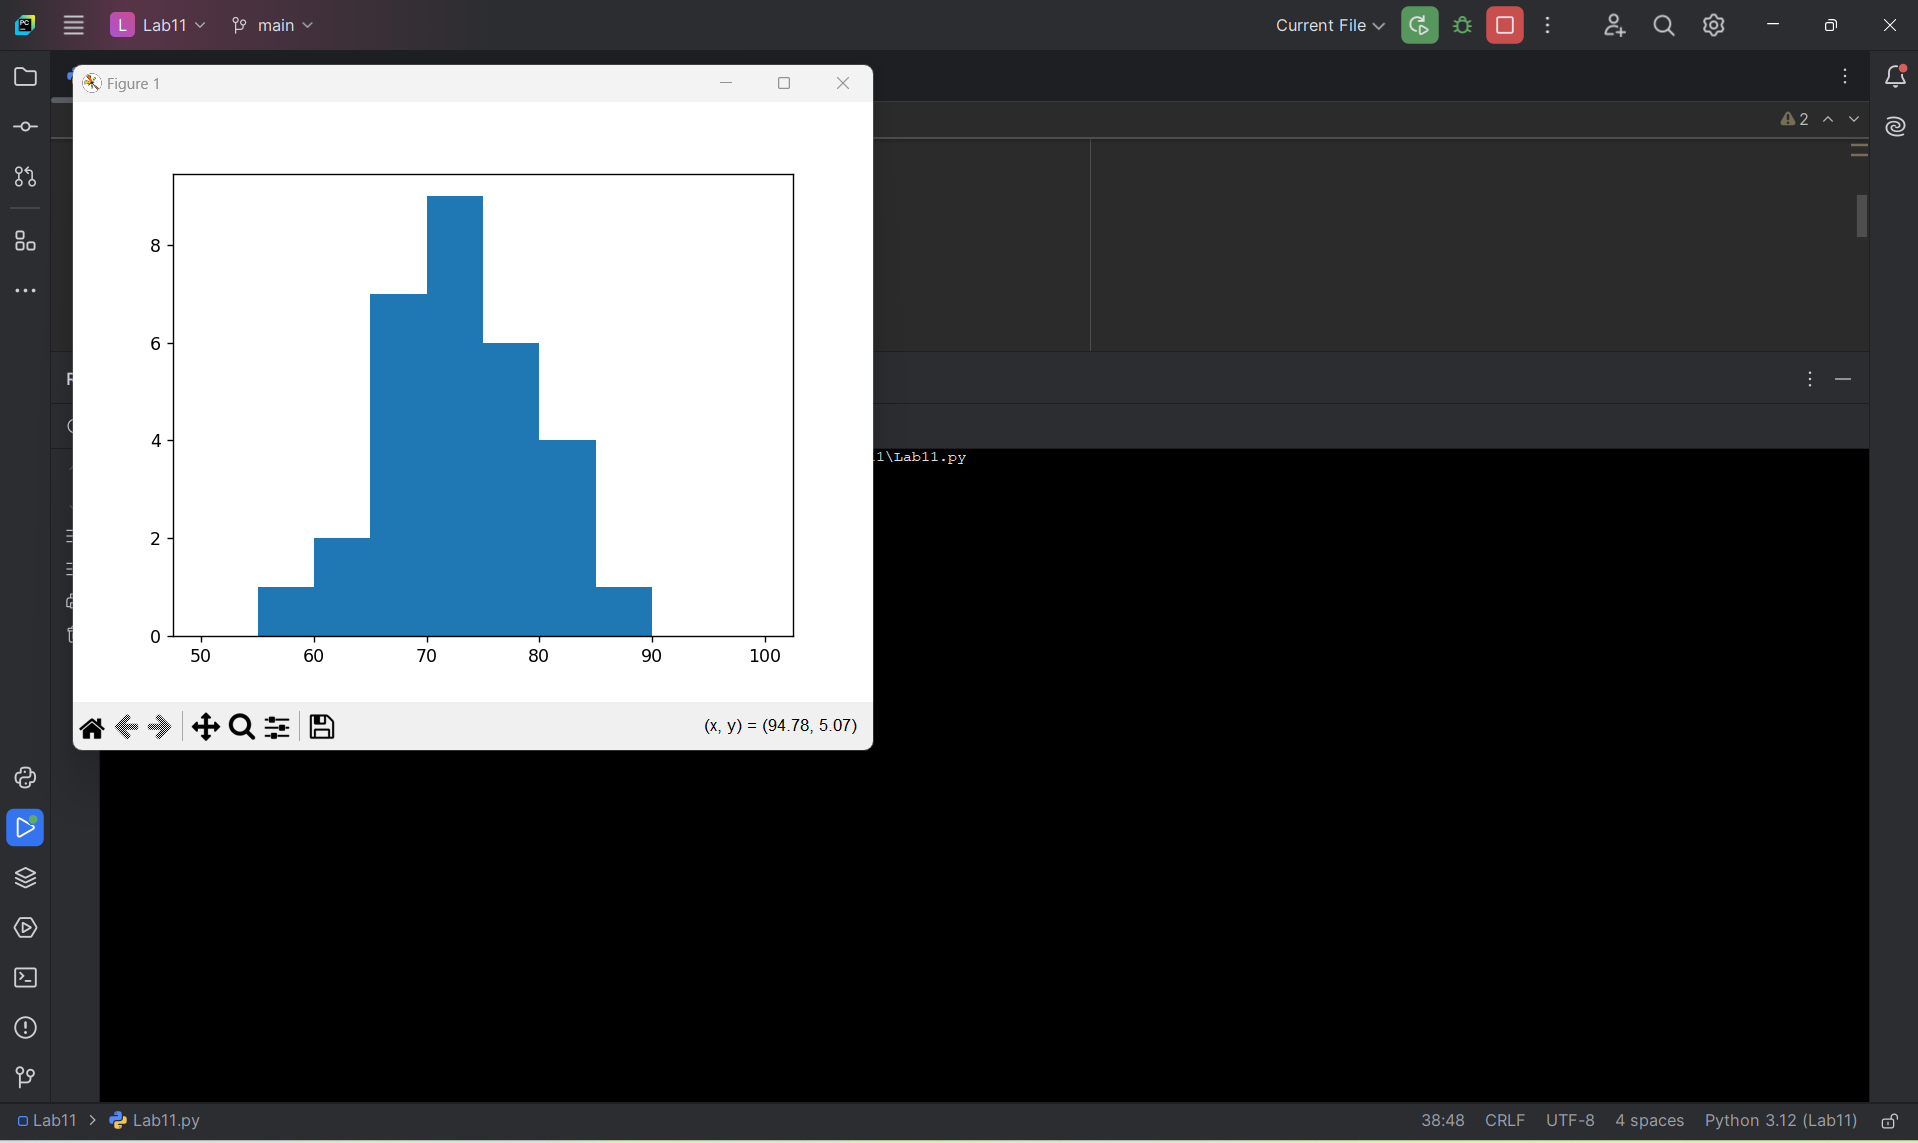 PC
L Lab11 main Current File
Figure 1
2
8
6
4
2
0
50 60 70 80 90 100
1\Lab11.py
(x, y) = (94.78, 5.07)
Lab11 > Lab11.py 38:48 CRLF UTF-8 4 spaces Python 3.12 (Lab11)